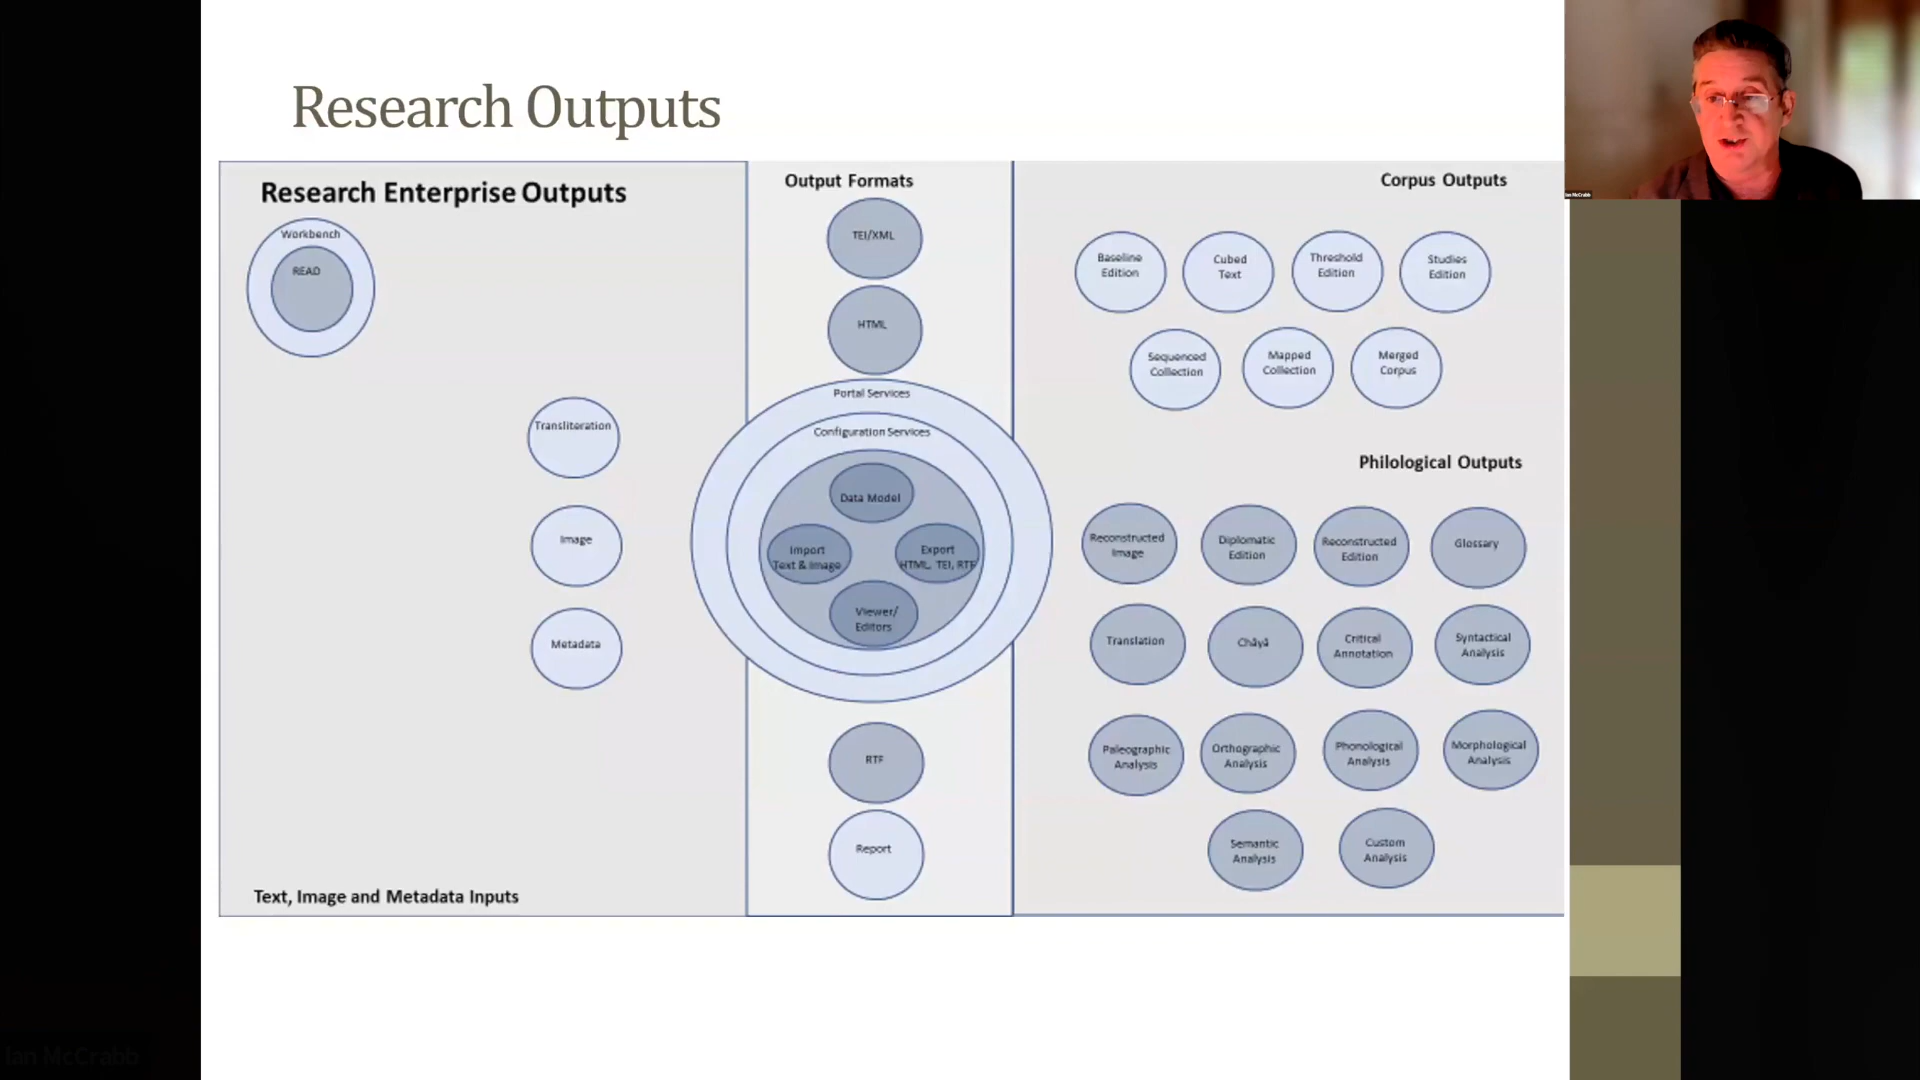 Research Outputs
Research Enterprise Outputs
Workbench
READ
Transliteration
Image
Metadata
Text, Image and Metadata Inputs
Output Formats
TEI/XML
HTML
Portal Services
Configuration Services
Data Model
Import
Text & Image
Export
HTML, TEI, RTF
Viewer/
Editors
RTF
Report
Corpus Outputs
Baseline
Edition
Cubed
Text
Threshold
Edition
Studies
Edition
Sequenced
Collection
Mapped
Collection
Merged
Corpus
Philological Outputs
Reconstructed
Image
Diplomatic
Edition
Reconstructed
Edition
Glossary
Translation
Chāyā
Critical
Annotation
Syntactical
Analysis
Paleographic
Analysis
Orthographic
Analysis
Phonological
Analysis
Morphological
Analysis
Semantic
Analysis
Custom
Analysis
Ian McCrabb
Ian McCrabb